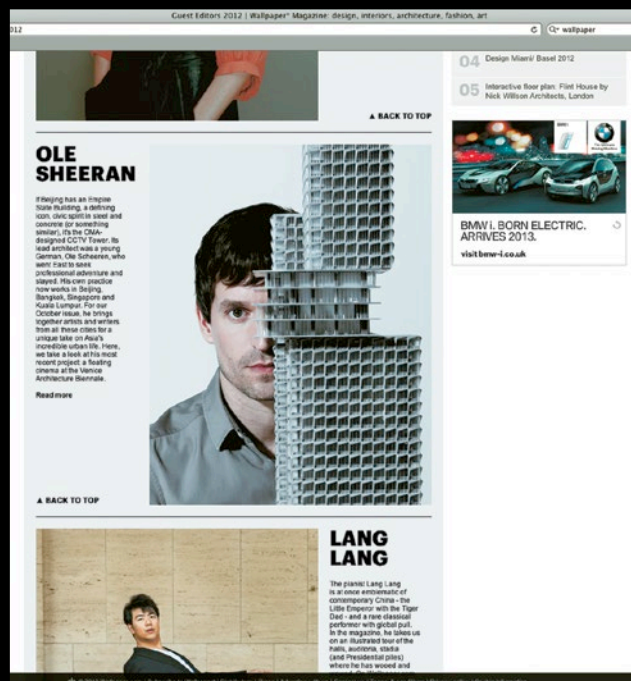 Guest Editors 2012 | Wallpaper* Magazine: design, interiors, architecture, fashion, art
012
wallpaper
04 Design Miami/ Basel 2012
05 Interactive floor plan: Flint House by
Nick Willson Architects, London
▲ BACK TO TOP
OLE
SHEERAN
If Beijing has an Empire
State Building, a defining
icon, civic spirit in steel and
concrete (or something
similar), it's the OMA-
designed CCTV Tower. Its
lead architect was a young
German, Ole Scheeren, who
went East to seek
professional adventure and
stayed. His own practice
now works in Beijing,
Bangkok, Singapore and
Kuala Lumpur. For our
October issue, he brings
together artists and writers
from all these cities for a
unique take on Asia's
incredible urban life. Here,
we take a look at his most
recent project: a floating
cinema at the Venice
Architecture Biennale.
Read more
▲ BACK TO TOP
BMW i. BORN ELECTRIC.
ARRIVES 2013.
visit bmw-i.co.uk
LANG
LANG
The pianist Lang Lang
is at once emblematic of
contemporary China - the
Little Emperor with the Tiger
Dad - and a rare classical
performer with global pull.
In the magazine, he takes us
on an illustrated tour of the
halls, auditoria, stadia
(and Presidential piles)
where he has wooed and